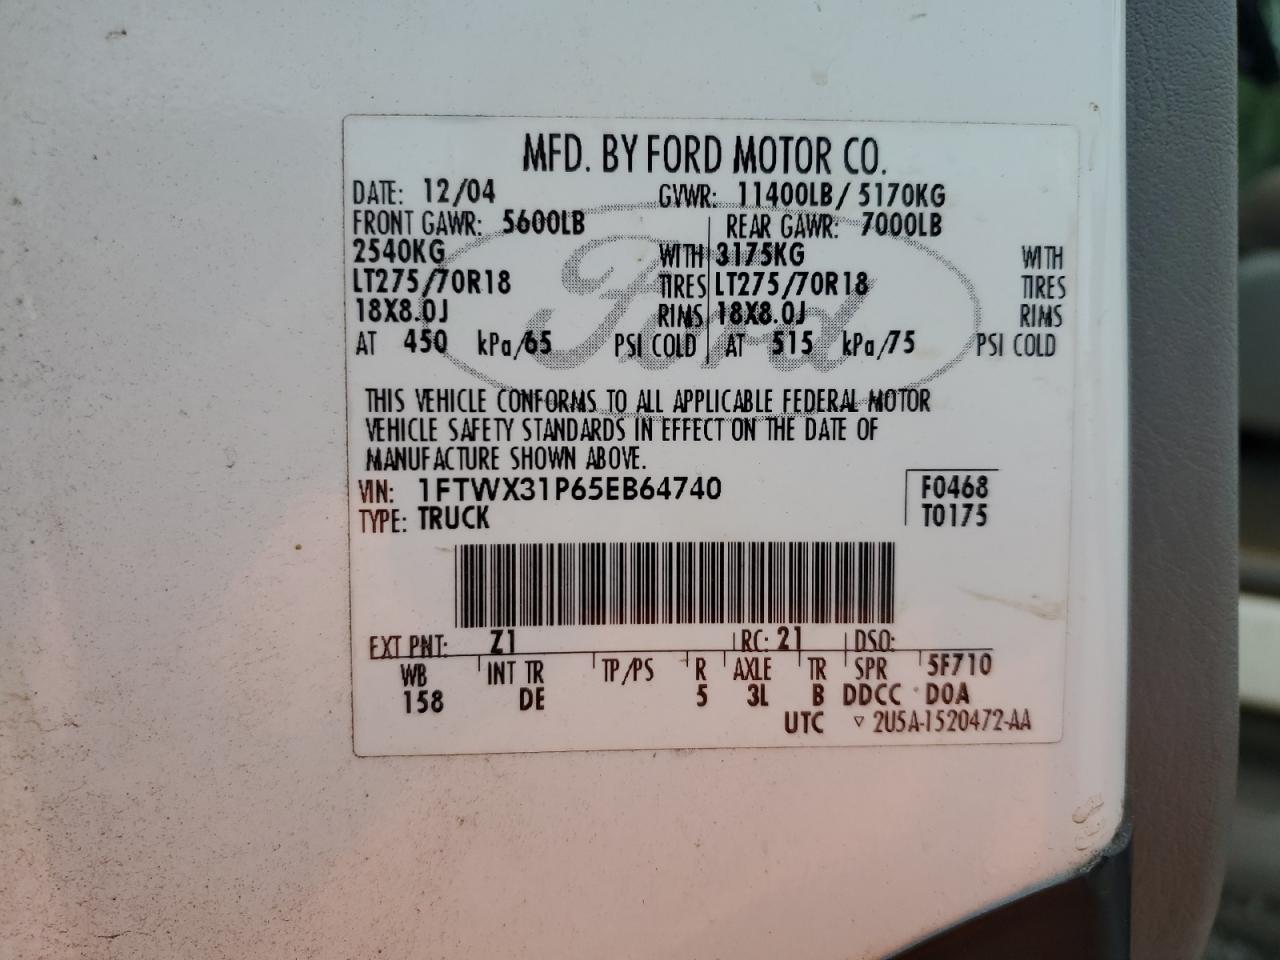 MFD. BY FORD MOTOR CO.
DATE: 12/04 GVWR: 11400LB/ 5170KG
FRONT GAWR: 5600LB REAR GAWR: 7000LB
2540KG WITH 3175KG WITH
LT275/70R18 TIRES LT275/70R18 TIRES
18X8.0J RIMS 18X8.0J RIMS
AT 450 kPa/65 PSI COLD AT 515 kPa/75 PSI COLD
Ford
THIS VEHICLE CONFORMS TO ALL APPLICABLE FEDERAL MOTOR
VEHICLE SAFETY STANDARDS IN EFFECT ON THE DATE OF
MANUFACTURE SHOWN ABOVE.
VIN: 1FTWX31P65EB64740 F0468
TYPE: TRUCK T0175
EXT PNT: Z1 RC: 21 DSO:
WB INT TR TP/PS R AXLE TR SPR 5F710
158 DE 5 3L B DDCC D0A
UTC ▿ 2U5A-1520472-AA